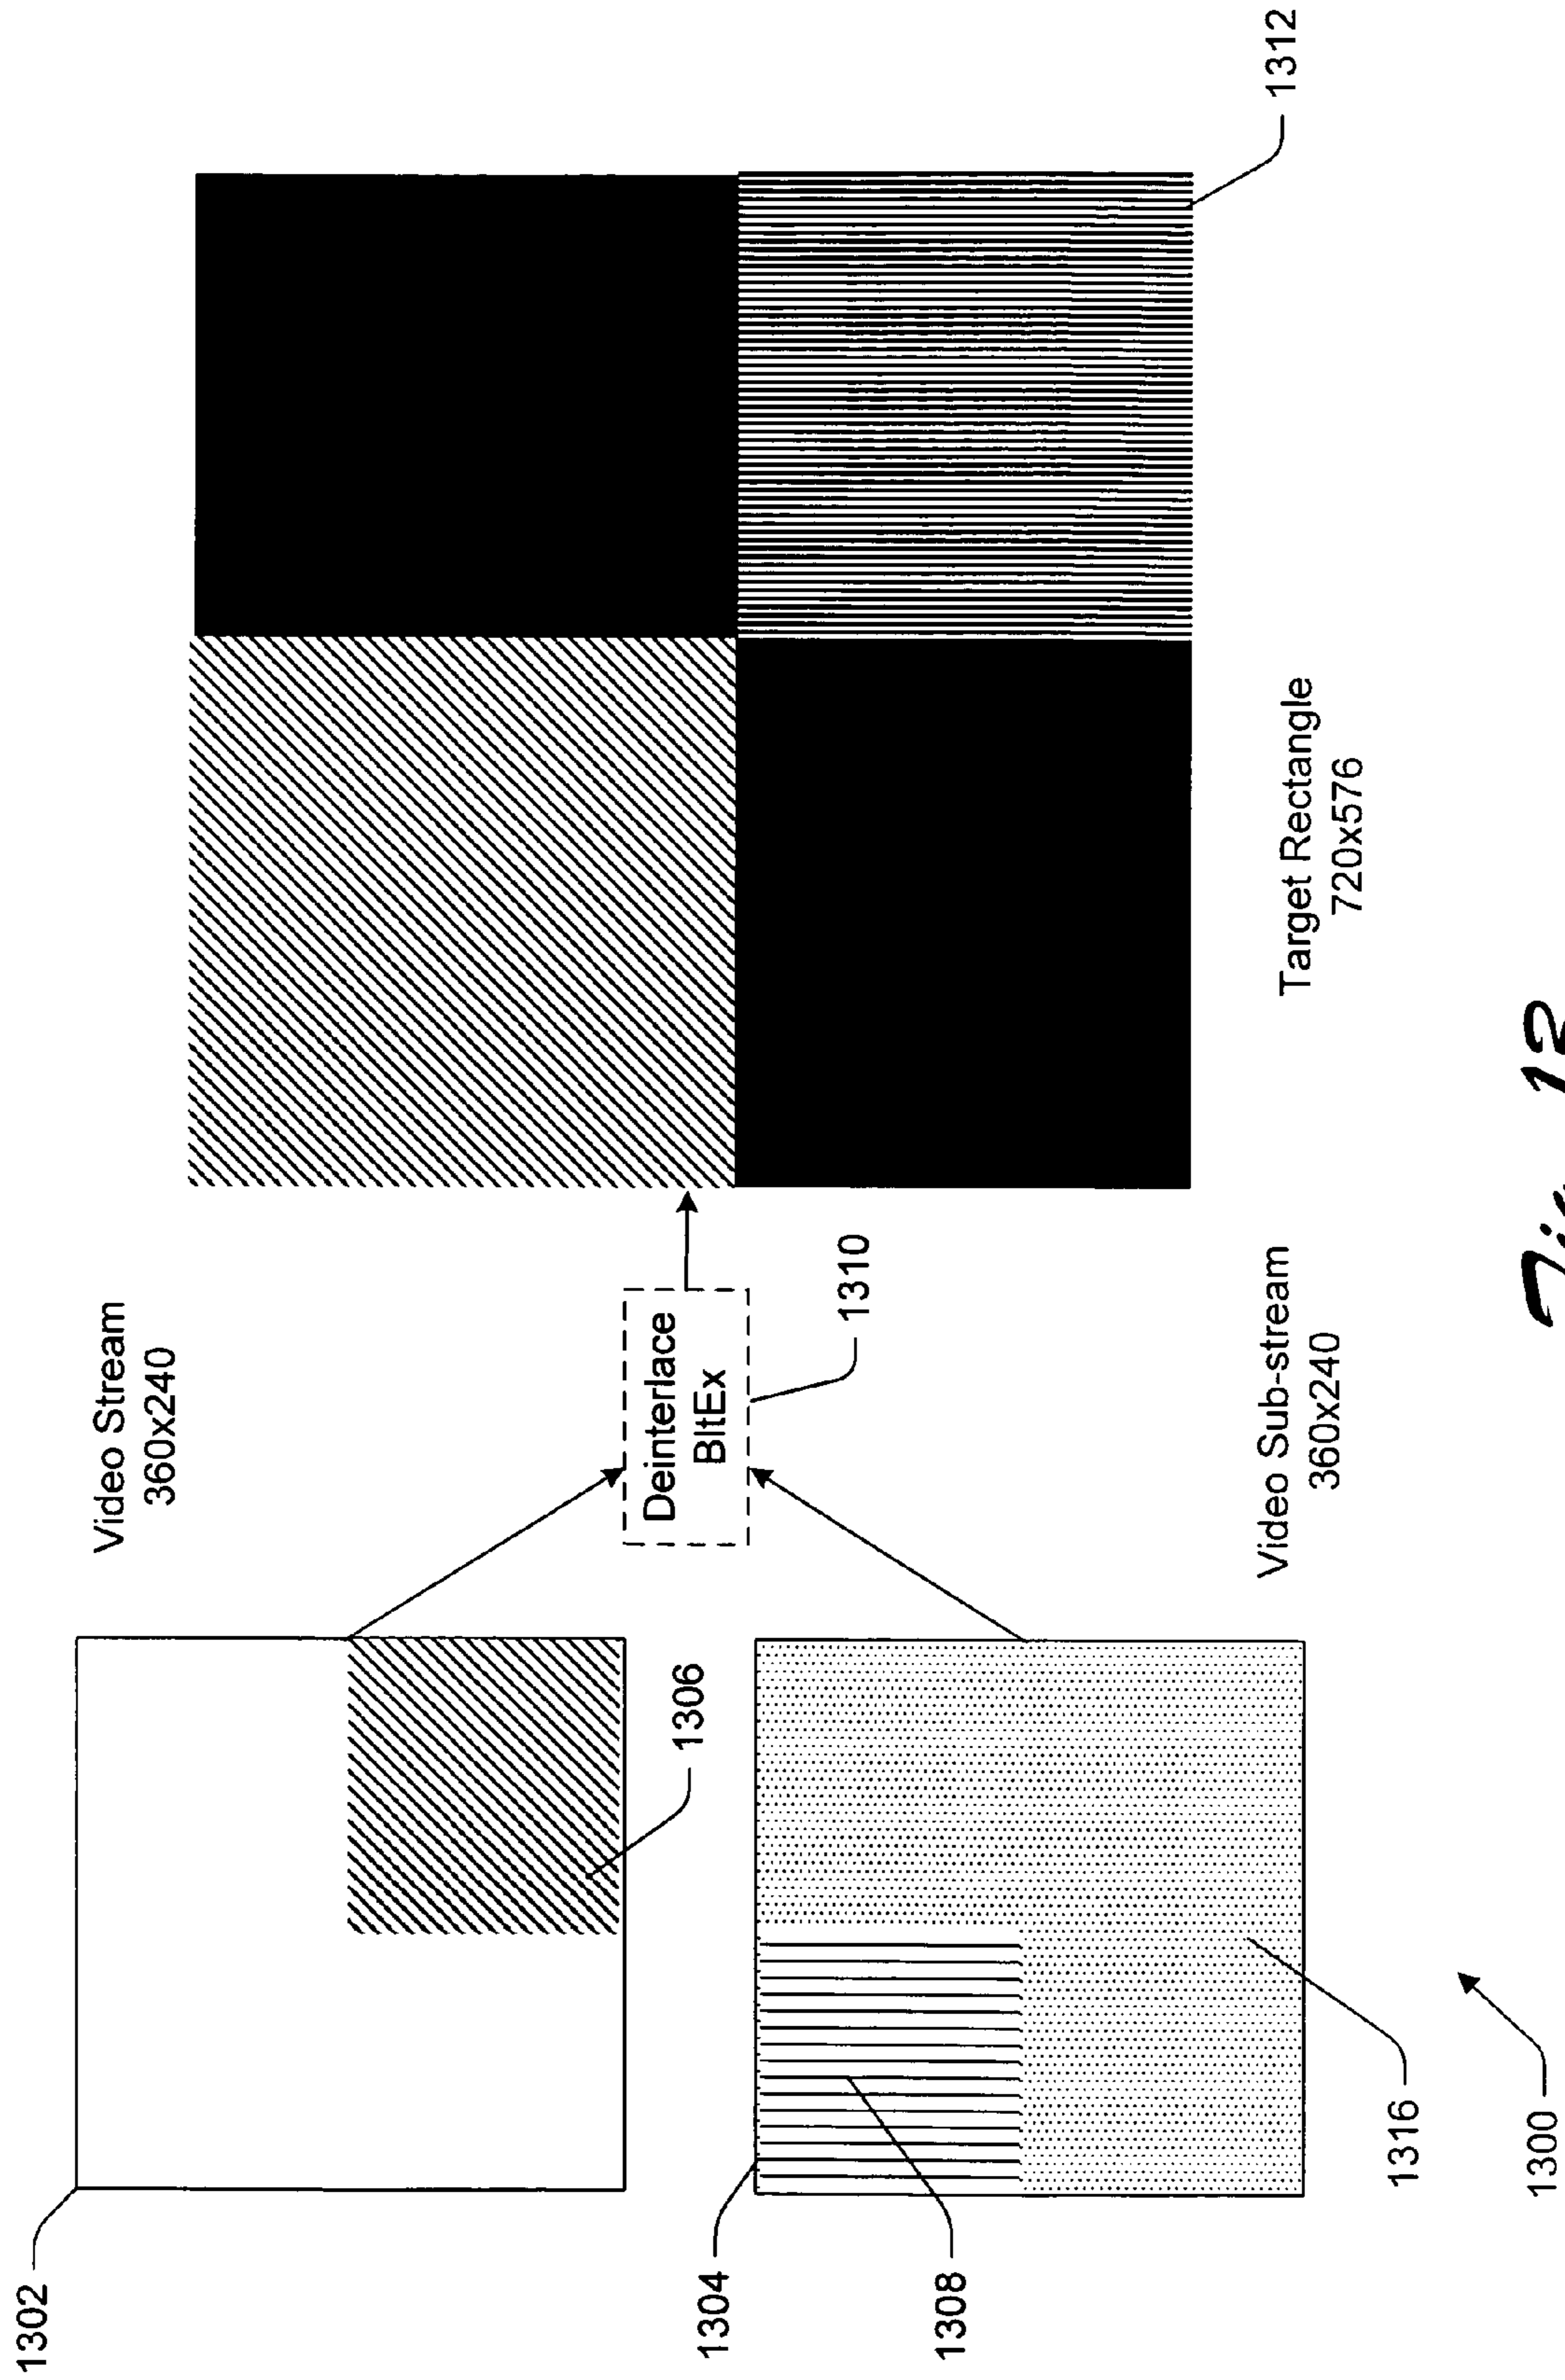 1302
Video Stream
360x240
1306
Deinterlace
BltEx
1310
1304
1308
1316
Video Sub-stream
360x240
1312
Target Rectangle
720x576
1300